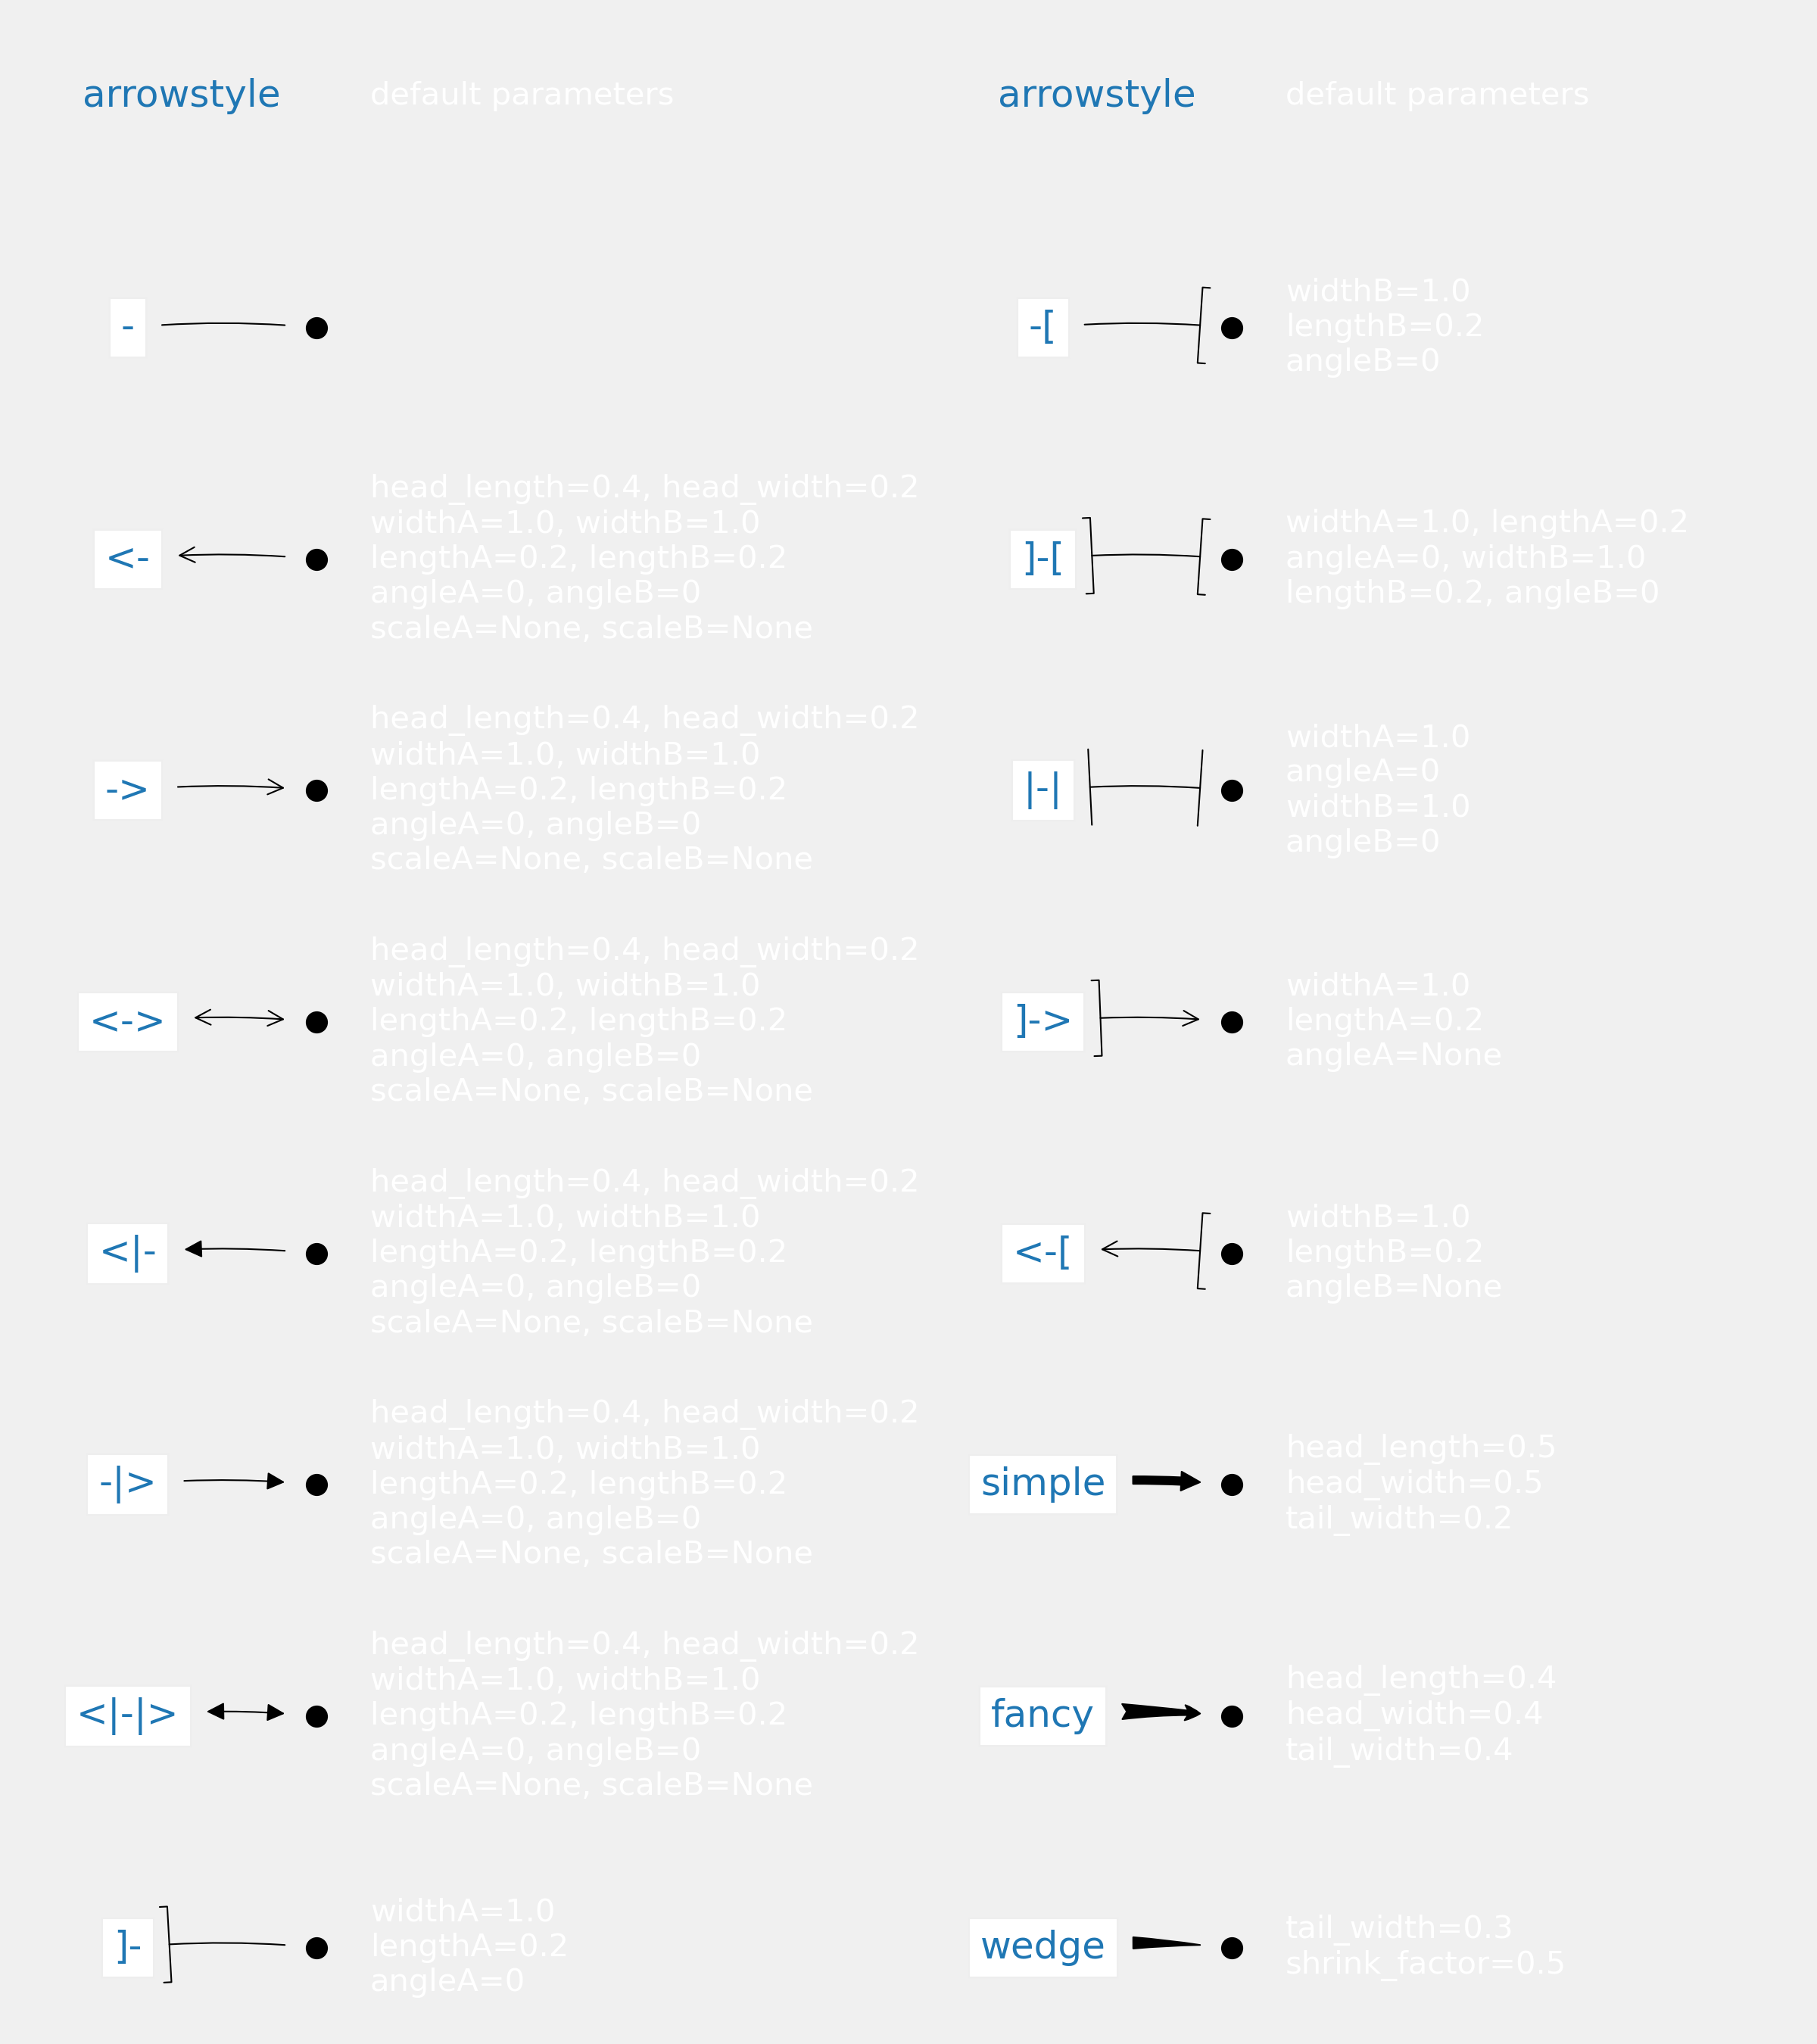 arrowstyle default parameters
-
<-
head_length=0.4, head_width=0.2
widthA=1.0, widthB=1.0
lengthA=0.2, lengthB=0.2
angleA=0, angleB=0
scaleA=None, scaleB=None
->
head_length=0.4, head_width=0.2
widthA=1.0, widthB=1.0
lengthA=0.2, lengthB=0.2
angleA=0, angleB=0
scaleA=None, scaleB=None
<->
head_length=0.4, head_width=0.2
widthA=1.0, widthB=1.0
lengthA=0.2, lengthB=0.2
angleA=0, angleB=0
scaleA=None, scaleB=None
<|-
head_length=0.4, head_width=0.2
widthA=1.0, widthB=1.0
lengthA=0.2, lengthB=0.2
angleA=0, angleB=0
scaleA=None, scaleB=None
-|>
head_length=0.4, head_width=0.2
widthA=1.0, widthB=1.0
lengthA=0.2, lengthB=0.2
angleA=0, angleB=0
scaleA=None, scaleB=None
<|-|>
head_length=0.4, head_width=0.2
widthA=1.0, widthB=1.0
lengthA=0.2, lengthB=0.2
angleA=0, angleB=0
scaleA=None, scaleB=None
]-
widthA=1.0
lengthA=0.2
angleA=0
arrowstyle default parameters
-[
widthB=1.0
lengthB=0.2
angleB=0
]-[
widthA=1.0, lengthA=0.2
angleA=0, widthB=1.0
lengthB=0.2, angleB=0
|-|
widthA=1.0
angleA=0
widthB=1.0
angleB=0
]->
widthA=1.0
lengthA=0.2
angleA=None
<-[
widthB=1.0
lengthB=0.2
angleB=None
simple
head_length=0.5
head_width=0.5
tail_width=0.2
fancy
head_length=0.4
head_width=0.4
tail_width=0.4
wedge
tail_width=0.3
shrink_factor=0.5